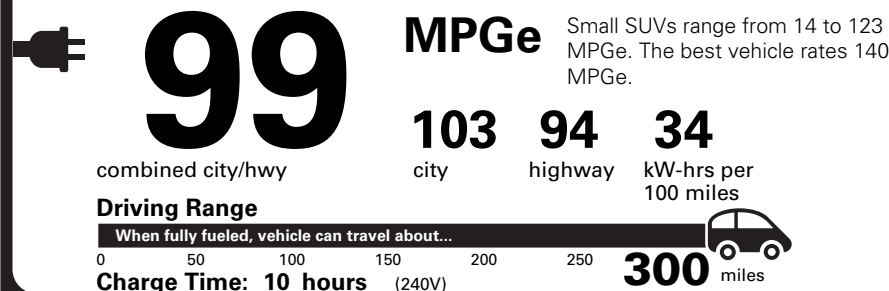 99
MPGe
Small SUVs range from 14 to 123
MPGe. The best vehicle rates 140
MPGe.
combined city/hwy
103 94 34
city highway kW-hrs per
100 miles
Driving Range
When fully fueled, vehicle can travel about...
0 50 100 150 200 250 300 miles
Charge Time: 10 hours (240V)